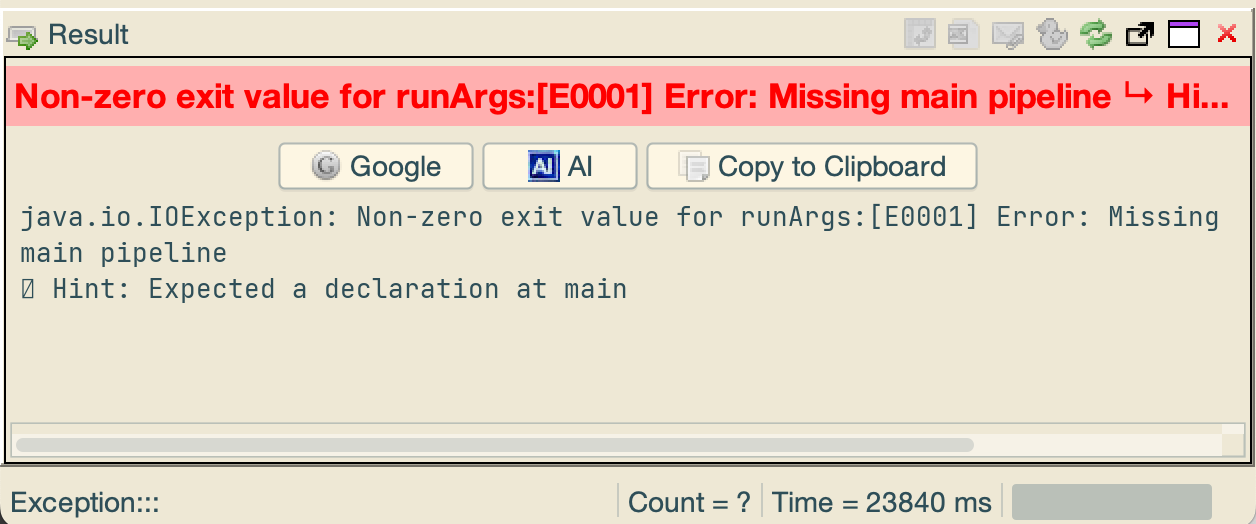 Result
Non-zero exit value for runArgs:[E0001] Error: Missing main pipeline ↳ Hi...
Google
AI AI
Copy to Clipboard
java.io.IOException: Non-zero exit value for runArgs:[E0001] Error: Missing
main pipeline
▯ Hint: Expected a declaration at main
Exception:::
Count = ?
Time = 23840 ms